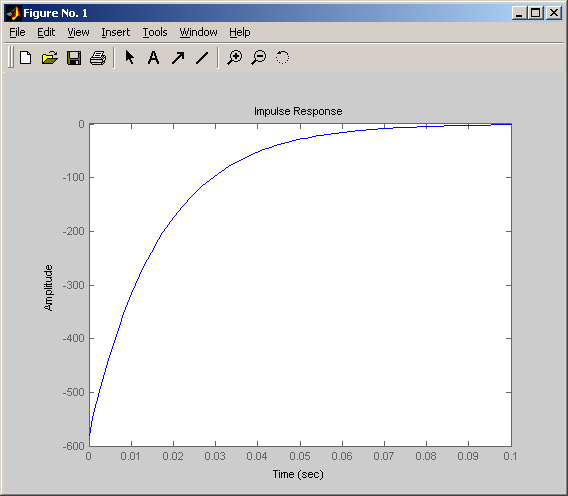 Figure No. 1
File Edit View Insert Tools Window Help
A
Impulse Response
0
-100
-200
-300
-400
-500
-600
Amplitude
0 0.01 0.02 0.03 0.04 0.05 0.06 0.07 0.08 0.09 0.1
Time (sec)